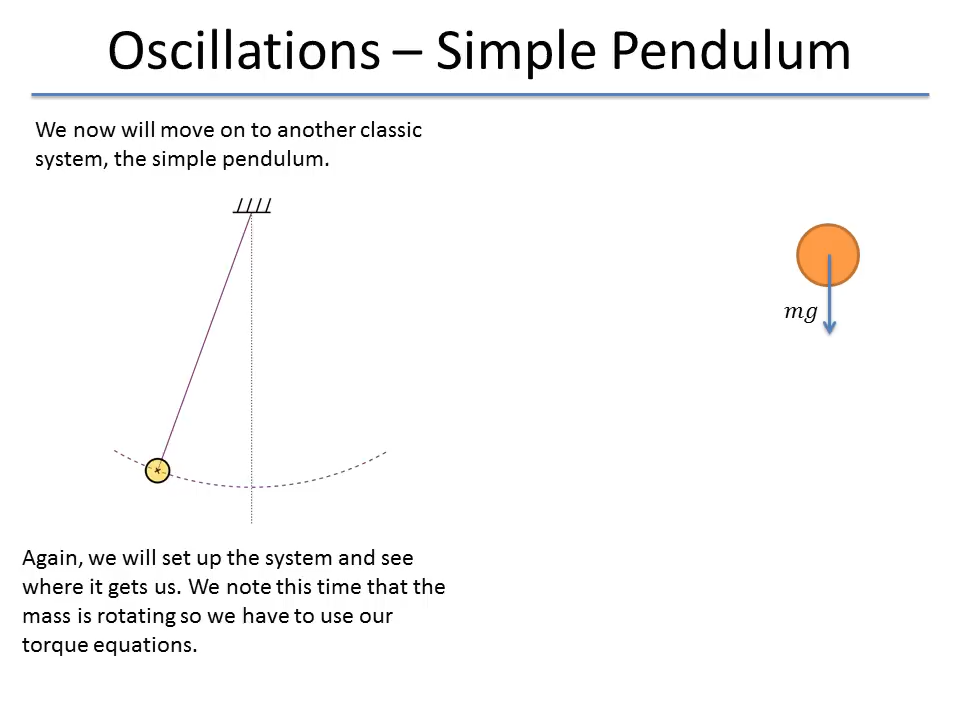 Oscillations – Simple Pendulum
We now will move on to another classic
system, the simple pendulum.
mg
Again, we will set up the system and see
where it gets us. We note this time that the
mass is rotating so we have to use our
torque equations.